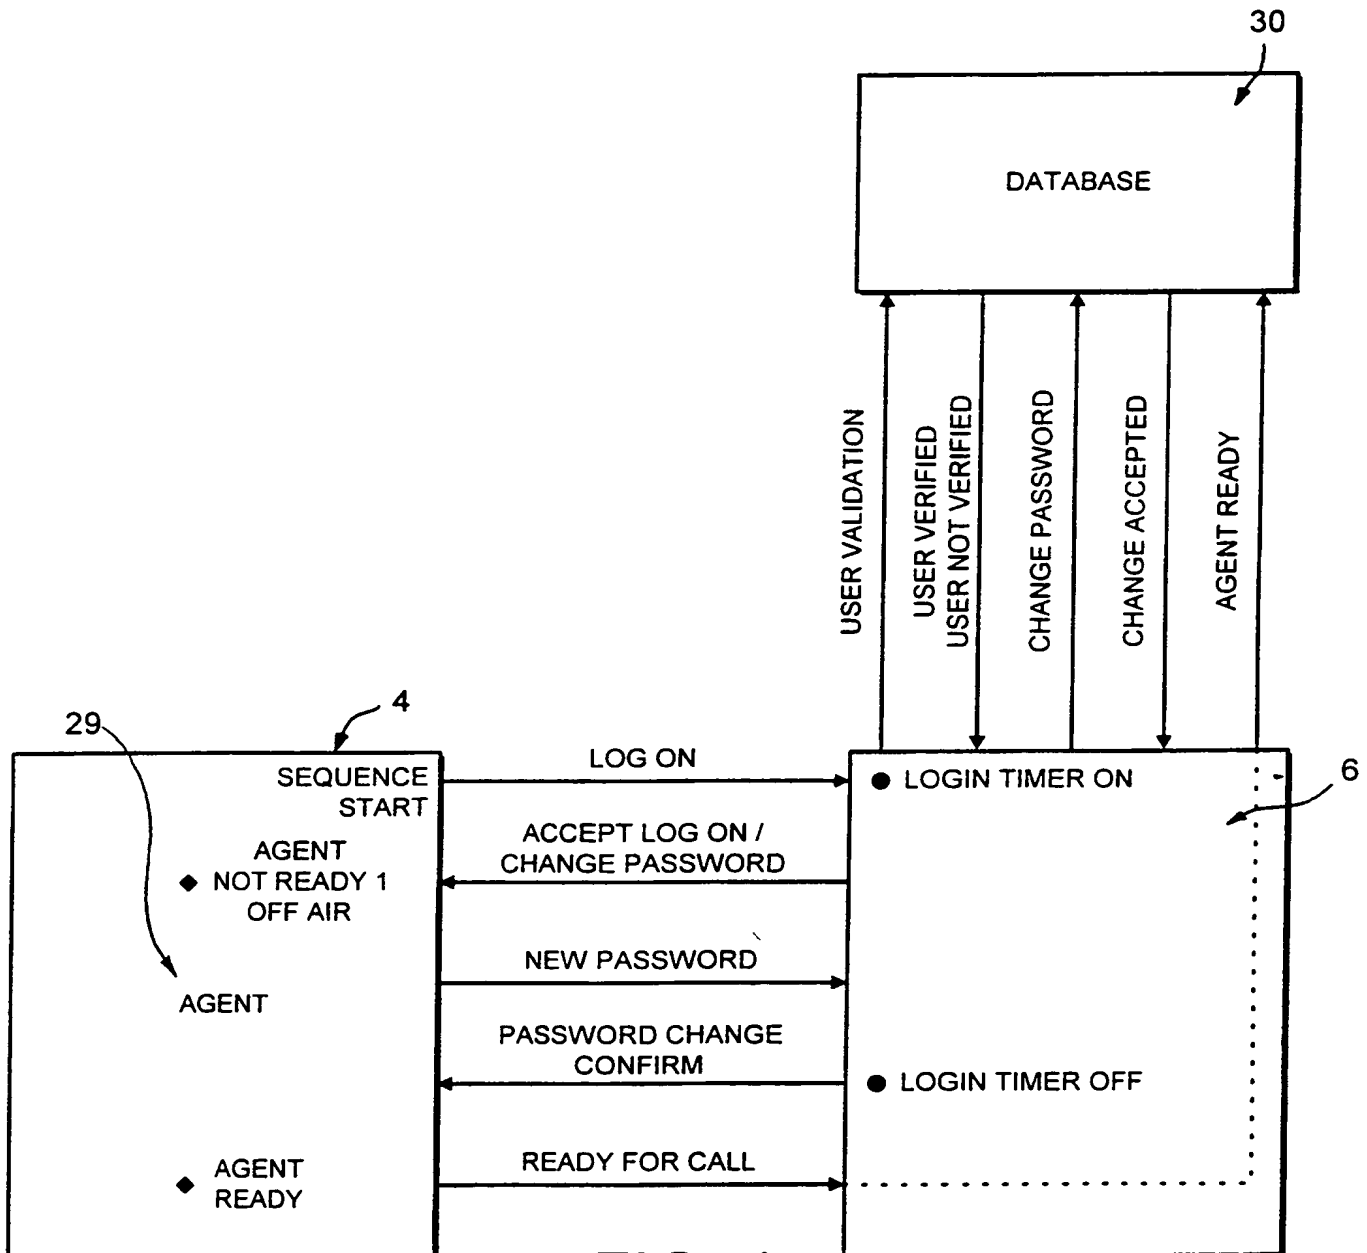 30
DATABASE
USER VALIDATION
USER VERIFIED
USER NOT VERIFIED
CHANGE PASSWORD
CHANGE ACCEPTED
AGENT READY
29
4
6
SEQUENCE
START
LOG ON
LOGIN TIMER ON
AGENT
NOT READY 1
OFF AIR
ACCEPT LOG ON /
CHANGE PASSWORD
AGENT
NEW PASSWORD
PASSWORD CHANGE
CONFIRM
LOGIN TIMER OFF
AGENT
READY
READY FOR CALL